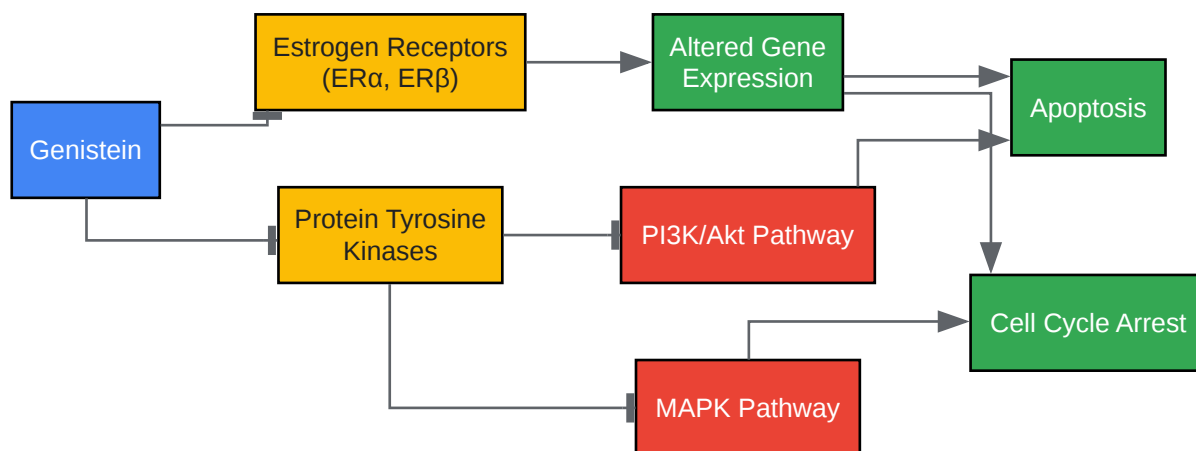 Estrogen Receptors
(ERα, ERβ)
Altered Gene
Expression
Apoptosis
Genistein
Protein Tyrosine
Kinases
PI3K/Akt Pathway
Cell Cycle Arrest
MAPK Pathway